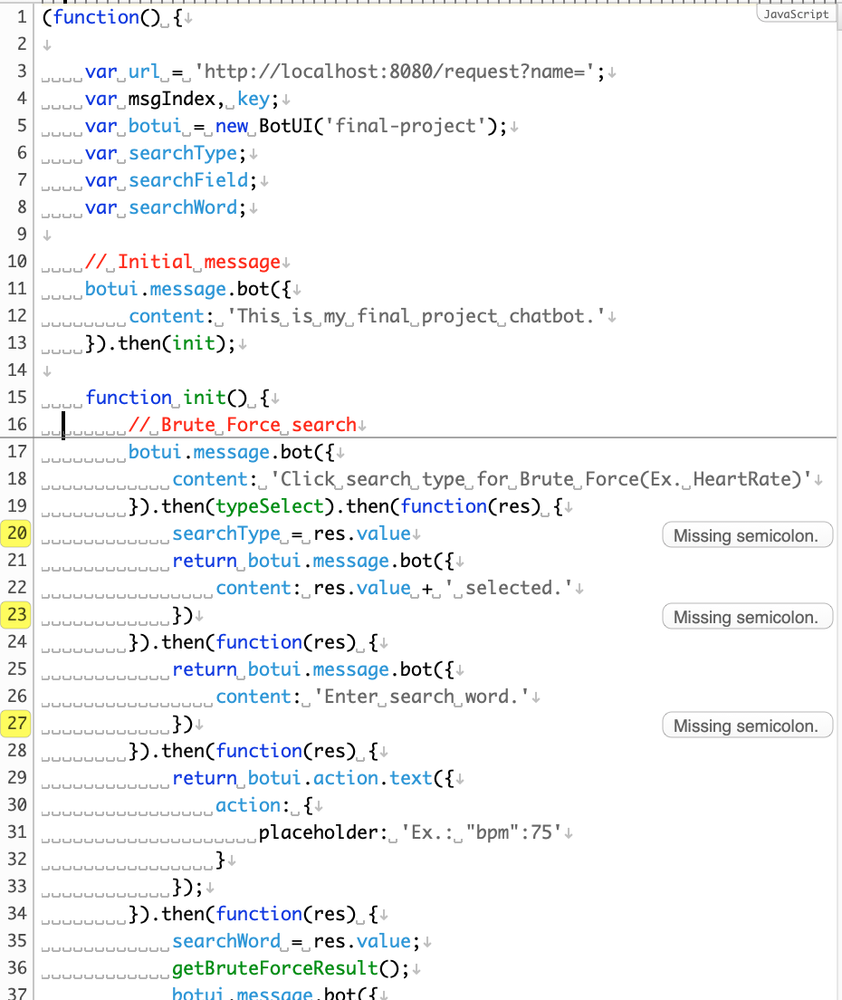 JavaScript
1 (function() {
2
3     var url = 'http://localhost:8080/request?name=';
4     var msgIndex, key;
5     var botui = new BotUI('final-project');
6     var searchType;
7     var searchField;
8     var searchWord;
9
10     // Initial message
11     botui.message.bot({
12         content: 'This is my final project chatbot.'
13     }).then(init);
14
15     function init() {
16         // Brute Force search
17         botui.message.bot({
18             content: 'Click search type for Brute Force(Ex. HeartRate)'
19         }).then(typeSelect).then(function(res) {
20             searchType = res.value Missing semicolon.
21             return botui.message.bot({
22                 content: res.value + ' selected.'
23             }) Missing semicolon.
24         }).then(function(res) {
25             return botui.message.bot({
26                 content: 'Enter search word.'
27             }) Missing semicolon.
28         }).then(function(res) {
29             return botui.action.text({
30                 action: {
31                     placeholder: 'Ex.: "bpm":75'
32                 }
33             });
34         }).then(function(res) {
35             searchWord = res.value;
36             getBruteForceResult();
37             botui.message.bot({